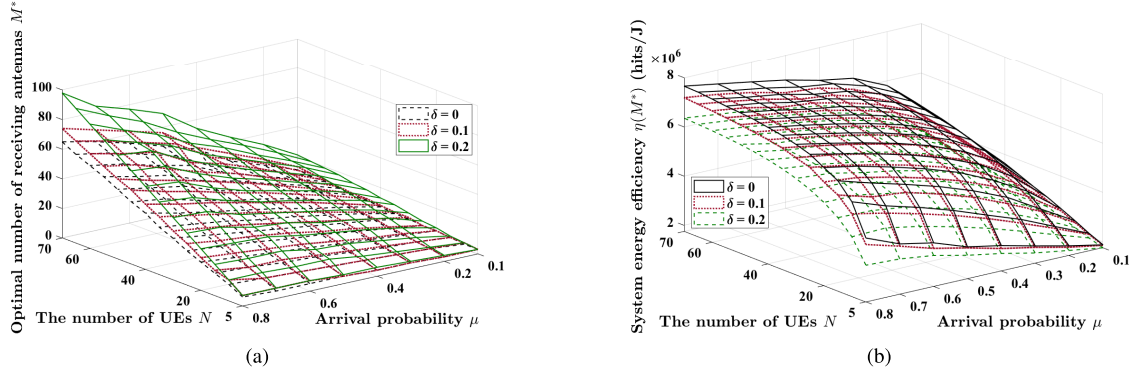 Optimal number of receiving antennas M*
100
80
60
40
20
0
70
60
40
20
5
0.8
0.6
0.4
0.2
0.1
δ = 0
δ = 0.1
δ = 0.2
The number of UEs N
Arrival probability μ
(a)
System energy efficiency η(M*) (hits/J)
×10⁶
8
6
4
2
70
60
40
20
5
0.8
0.7
0.6
0.5
0.4
0.3
0.2
0.1
δ = 0
δ = 0.1
δ = 0.2
The number of UEs N
Arrival probability μ
(b)